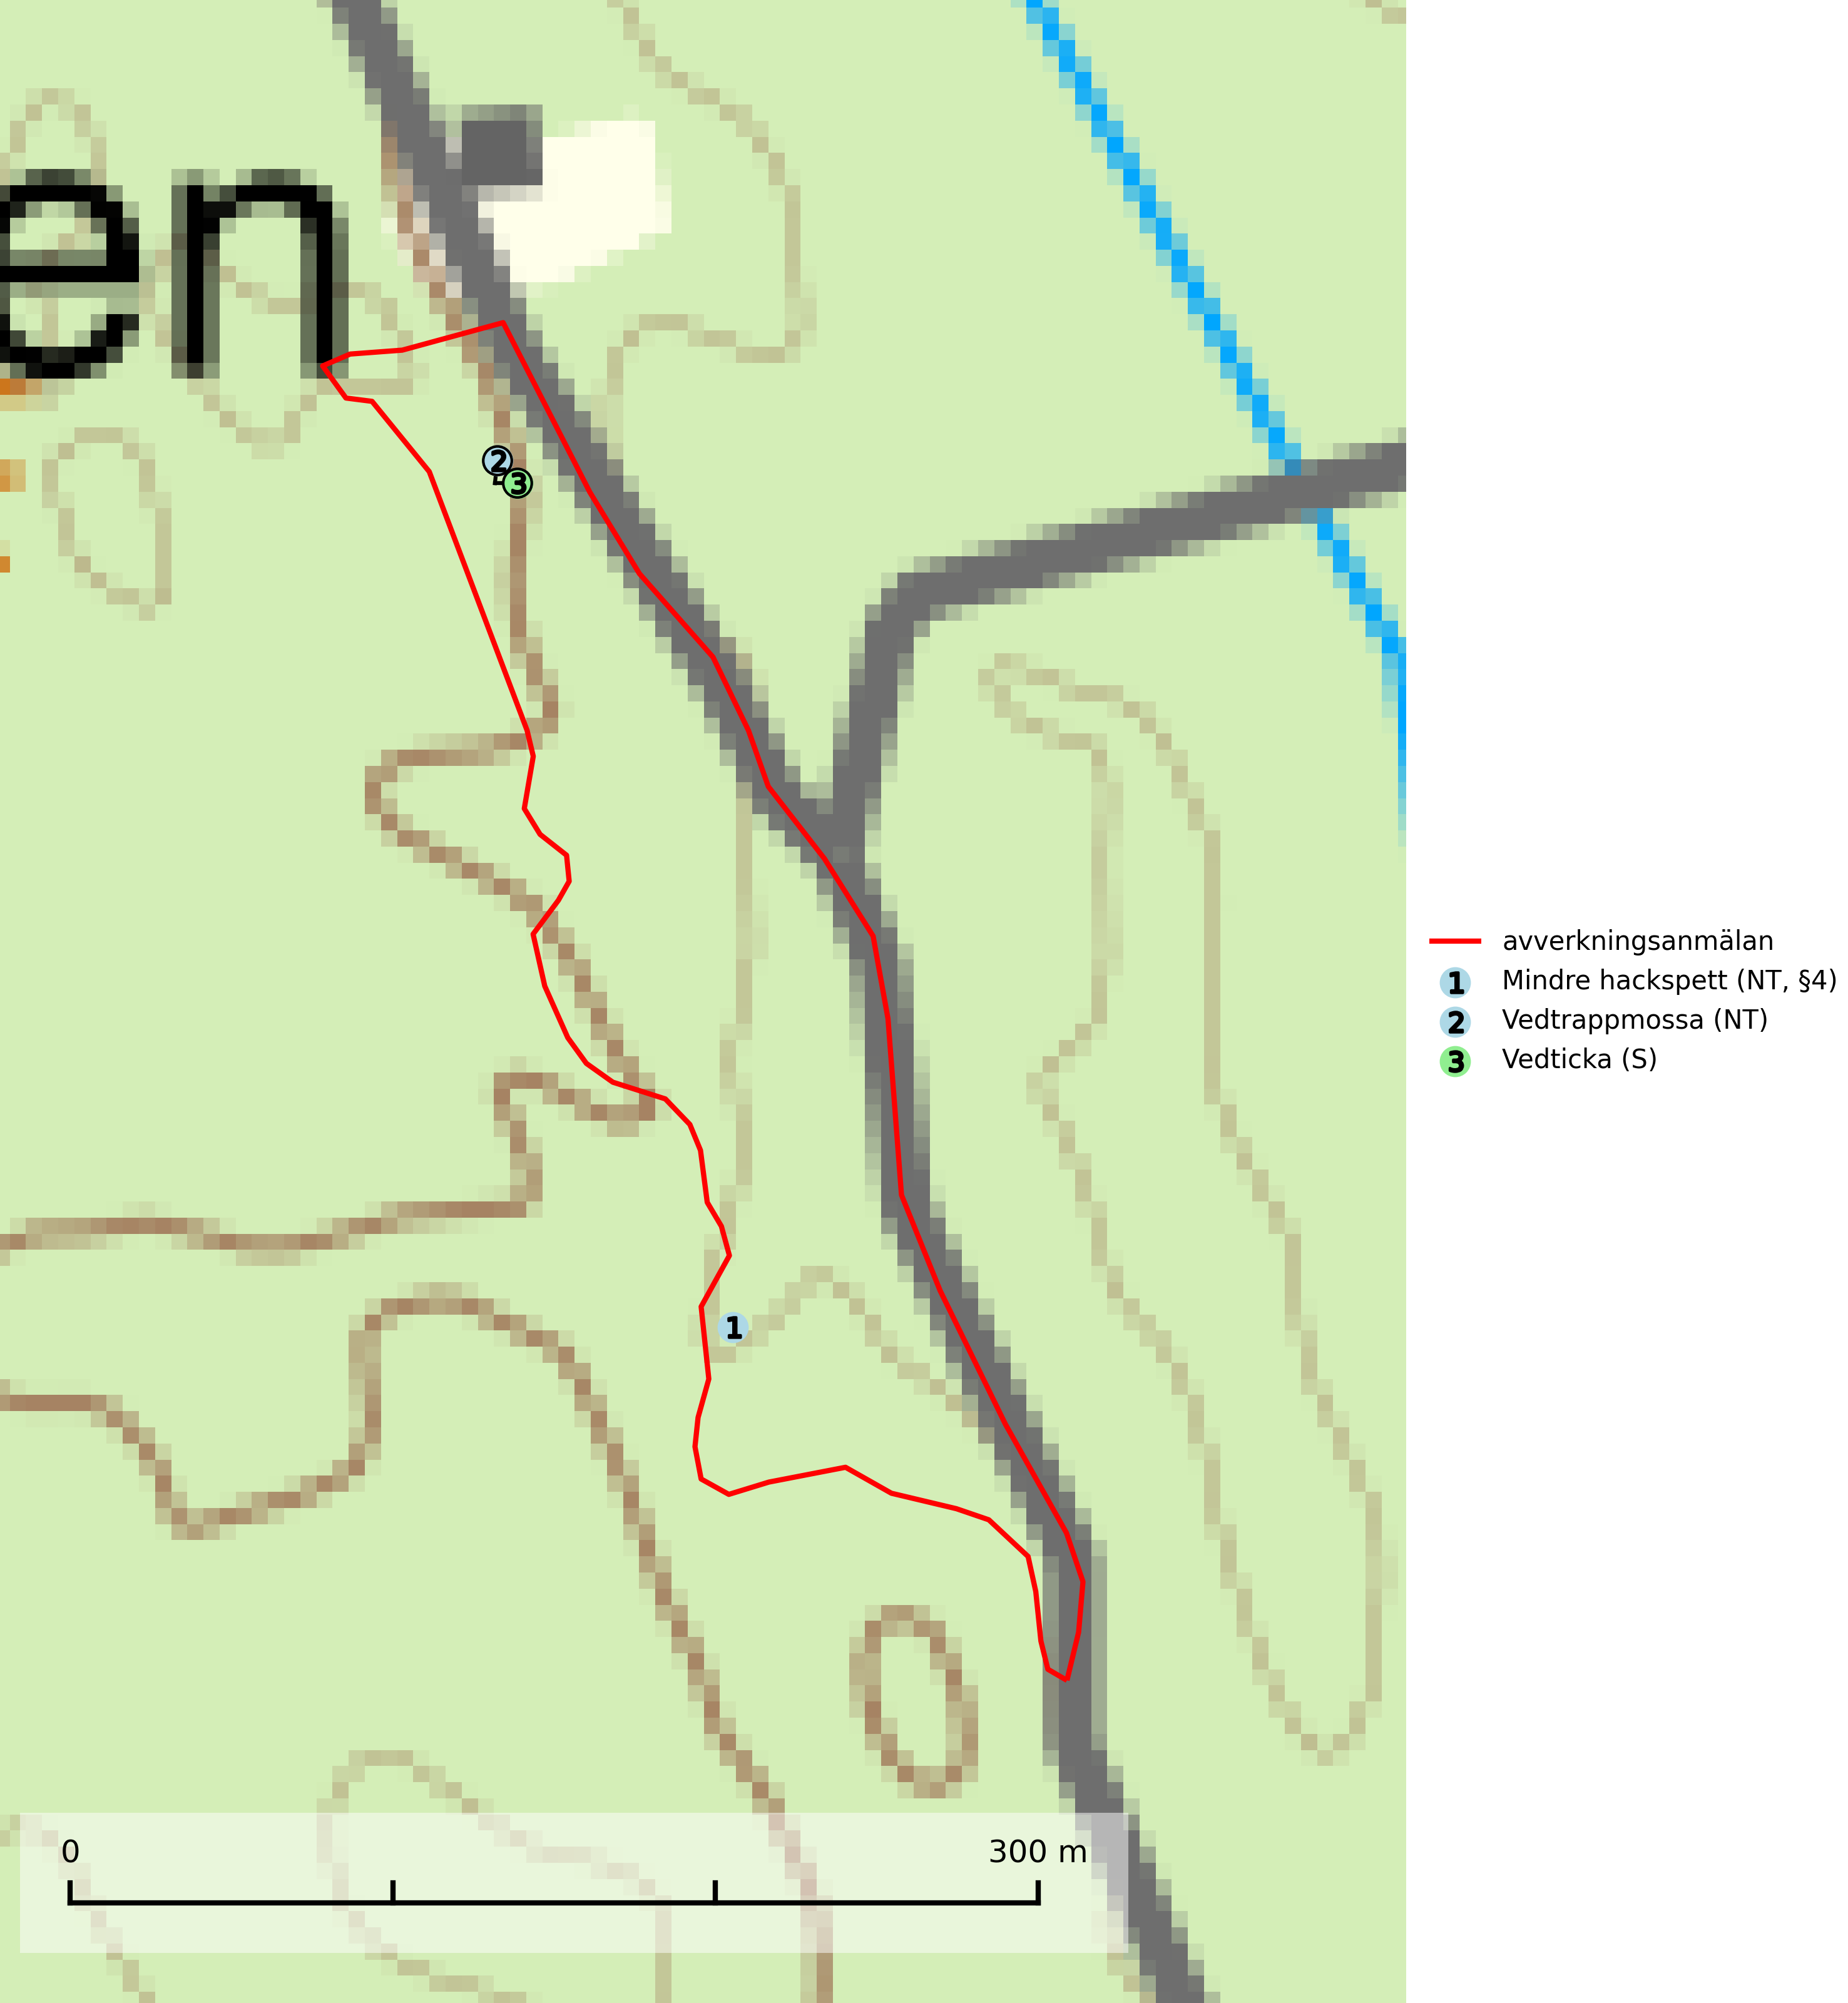 en
2
3
1
0 300 m
avverkningsanmälan
1 Mindre hackspett (NT, §4)
2 Vedtrappmossa (NT)
3 Vedticka (S)